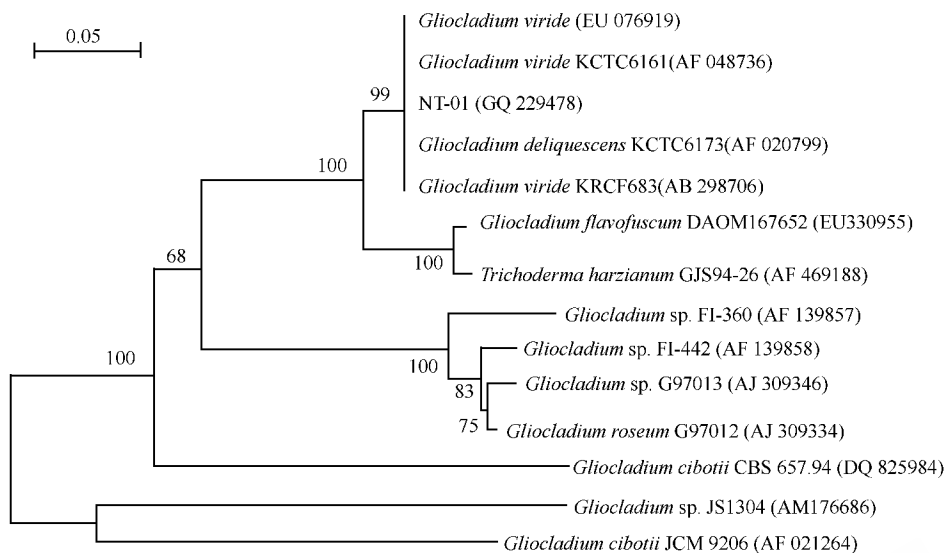 Gliocladium viride (EU 076919)
0.05
Gliocladium viride KCTC6161(AF 048736)
99
NT-01 (GQ 229478)
Gliocladium deliquescens KCTC6173(AF 020799)
100
Gliocladium viride KRCF683(AB 298706)
Gliocladium flavofuscum DAOM167652 (EU330955)
68
100
Trichoderma harzianum GJS94-26 (AF 469188)
Gliocladium sp. FI-360 (AF 139857)
Gliocladium sp. FI-442 (AF 139858)
100
100
Gliocladium sp. G97013 (AJ 309346)
83
75
Gliocladium roseum G97012 (AJ 309334)
Gliocladium cibotii CBS 657.94 (DQ 825984)
Gliocladium sp. JS1304 (AM176686)
Gliocladium cibotii JCM 9206 (AF 021264)